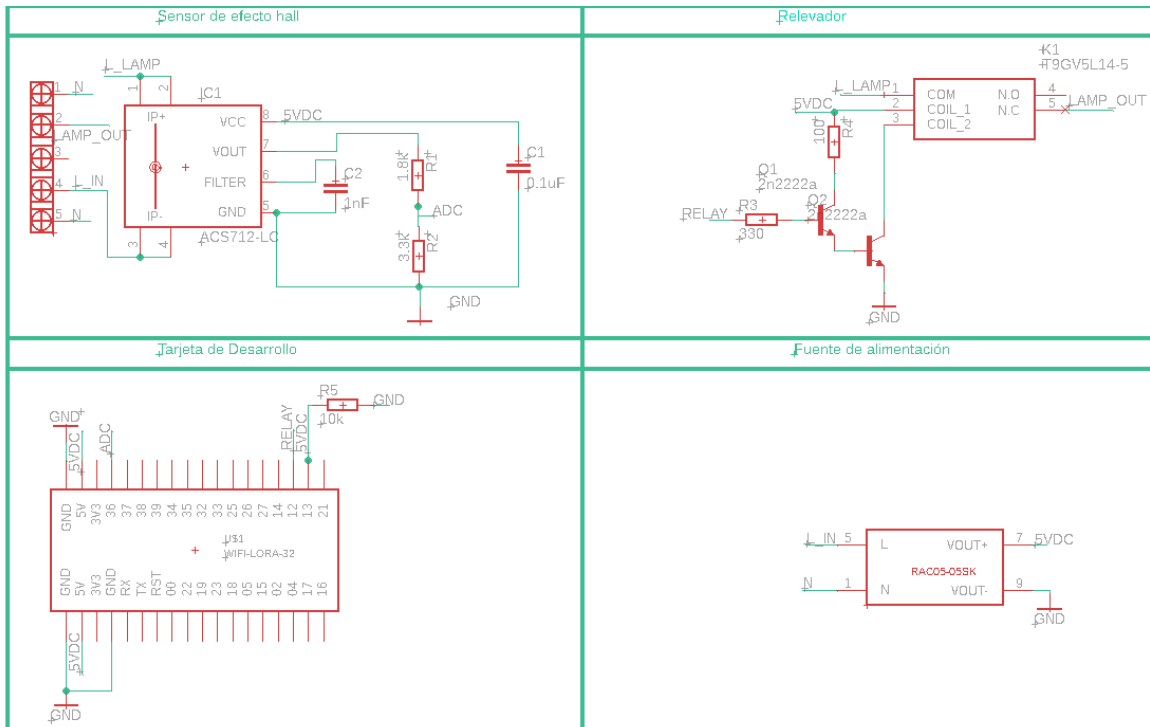 Sensor de efecto hall
L_LAMP
1
2
IC1
1
N
2
LAMP_OUT
3
4
L_IN
5
N
IP+
IP-
VCC
8
5VDC
VOUT
7
FILTER
6
GND
5
ACS712-LC
3
4
C2
1nF
1.8k
R1
ADC
3.3k
R2
C1
0.1uF
GND
Relevador
K1
T9GV5L14-5
L_LAMP
1
COM
N.O
4
5VDC
2
COIL_1
N.C
5
LAMP_OUT
3
COIL_2
100
R4
Q1
2n2222a
Q2
2n2222a
RELAY
R3
330
GND
Tarjeta de Desarrollo
R5
10k
GND
GND
5VDC
ADC
RELAY
5VDC
GND
5V
3V3
36
37
38
39
34
35
32
33
25
26
27
14
12
13
21
U$1
WIFI-LORA-32
GND
5V
3V3
GND
RX
TX
RST
00
22
19
23
18
05
15
02
04
17
16
5VDC
GND
Fuente de alimentación
L_IN
5
L
VOUT+
7
5VDC
RAC05-05SK
N
1
N
VOUT-
9
GND